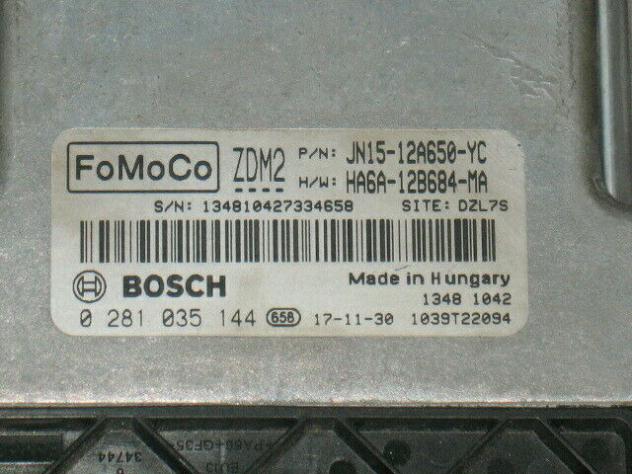 FoMoCo ZDM2 P/N: JN15-12A650-YC
H/W: HA6A-12B684-MA
S/N: 134810427334658 SITE: DZL7S
BOSCH Made in Hungary
1348 1042
0 281 035 144 658 17-11-30 1039T22094
34744